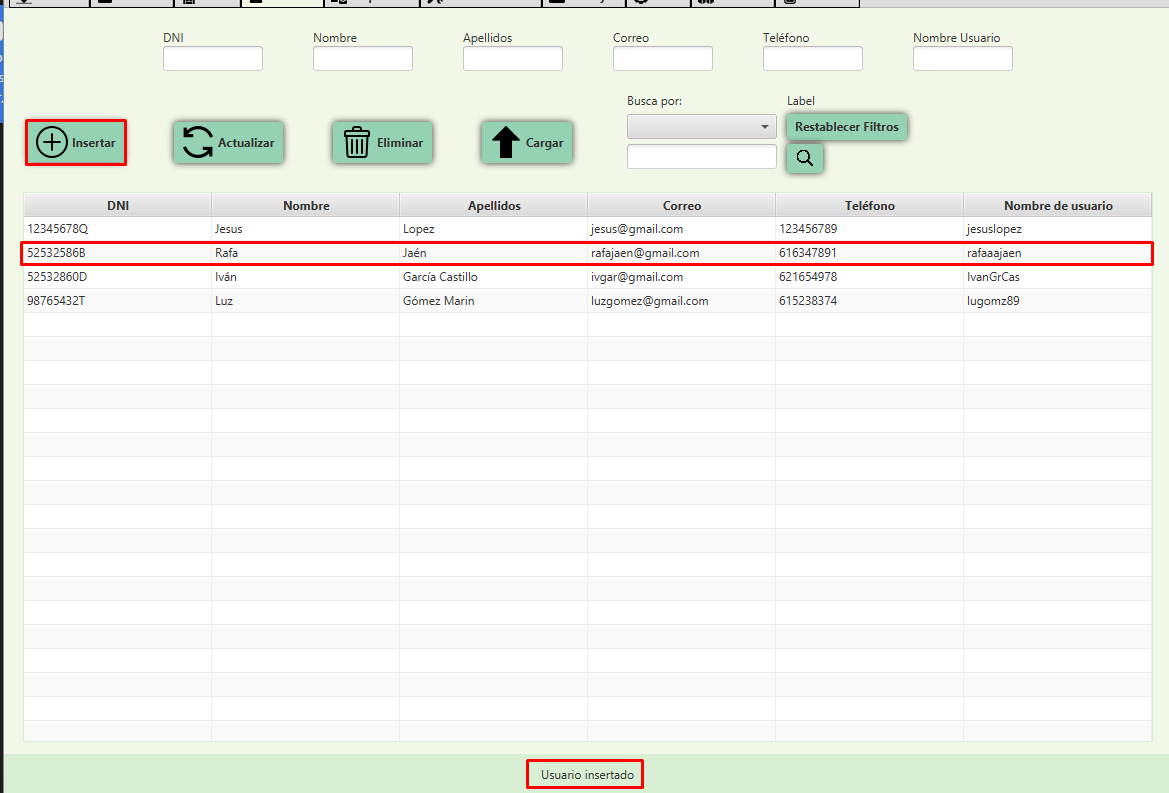 DNI Nombre Apellidos Correo Teléfono Nombre Usuario
Busca por: Label
Insertar Actualizar Eliminar Cargar Restablecer Filtros
DNI Nombre Apellidos Correo Teléfono Nombre de usuario
12345678Q Jesus Lopez jesus@gmail.com 123456789 jesuslopez
52532586B Rafa Jaén rafajaen@gmail.com 616347891 rafaaajaen
52532860D Iván García Castillo ivgar@gmail.com 621654978 IvanGrCas
98765432T Luz Gómez Marin luzgomez@gmail.com 615238374 lugomz89
Usuario insertado